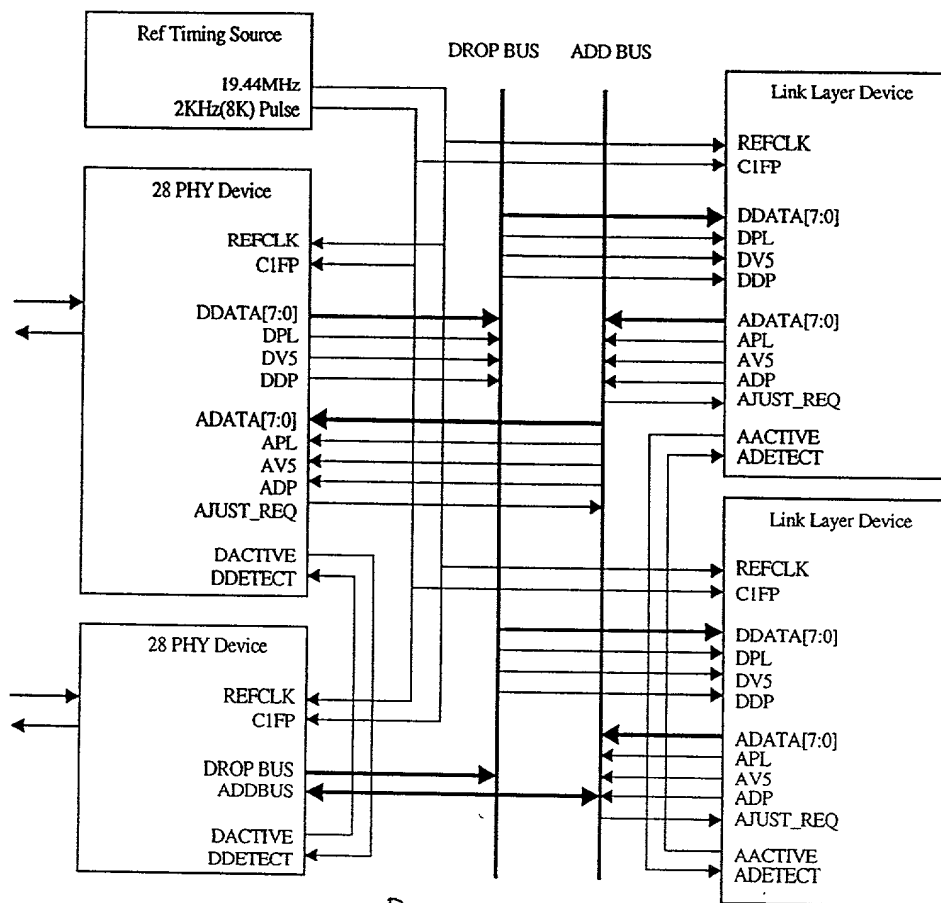 Ref Timing Source
19.44MHz
2KHz(8K) Pulse
DROP BUS
ADD BUS
Link Layer Device
REFCLK
C1FP
DDATA[7:0]
DPL
DV5
DDP
ADATA[7:0]
APL
AV5
ADP
AJUST_REQ
AACTIVE
ADETECT
28 PHY Device
REFCLK
C1FP
DDATA[7:0]
DPL
DV5
DDP
ADATA[7:0]
APL
AV5
ADP
AJUST_REQ
DACTIVE
DDETECT
Link Layer Device
REFCLK
C1FP
DDATA[7:0]
DPL
DV5
DDP
ADATA[7:0]
APL
AV5
ADP
AJUST_REQ
AACTIVE
ADETECT
28 PHY Device
REFCLK
C1FP
DROP BUS
ADDBUS
DACTIVE
DDETECT